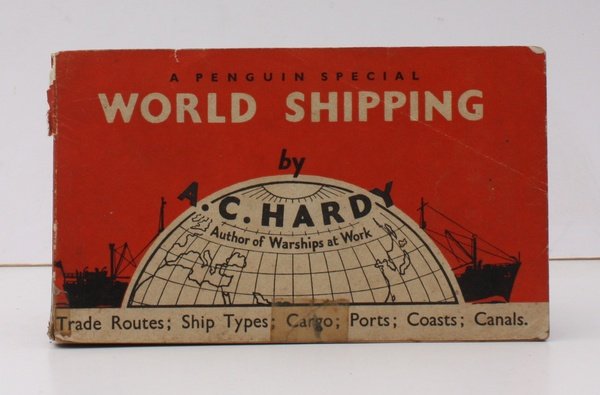 A PENGUIN SPECIAL
WORLD SHIPPING
by
A. C. HARDY
Author of Warships at Work
Trade Routes; Ship Types; Cargo; Ports; Coasts; Canals.